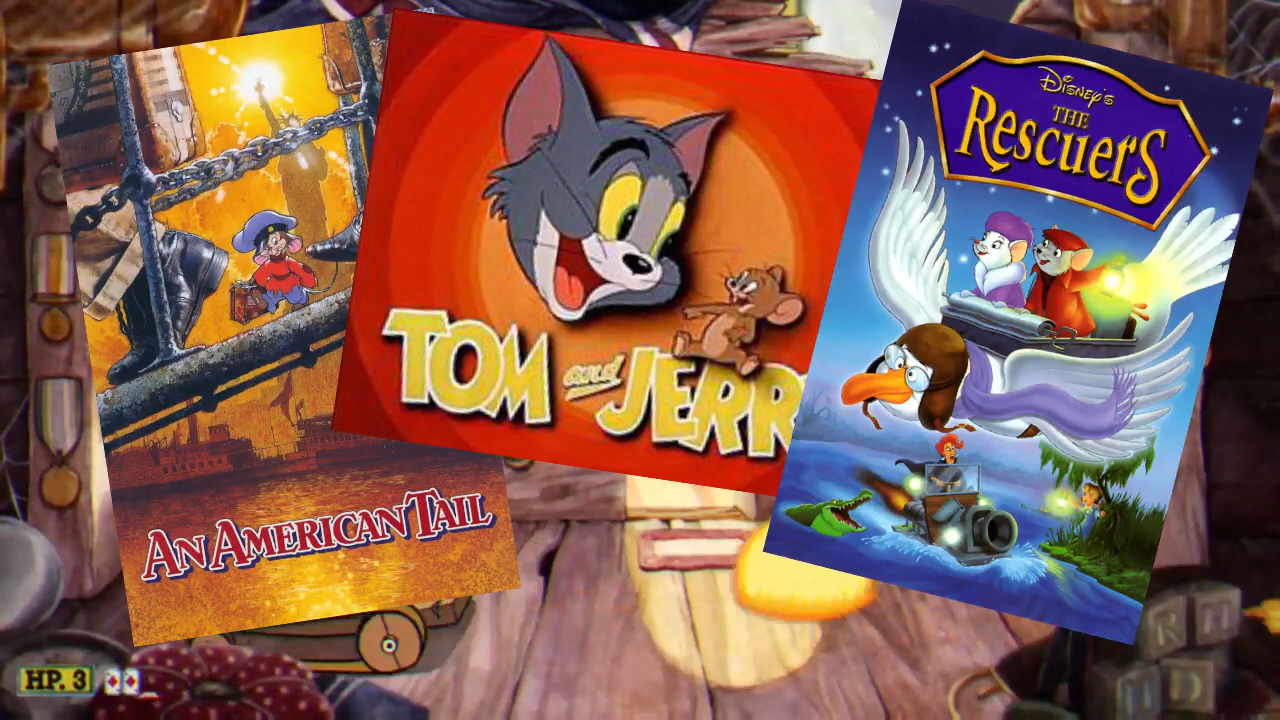 AN AMERICAN TAIL
TOM and JERR
DISNEY'S
THE
RESCUERS
HP. 3
R
D